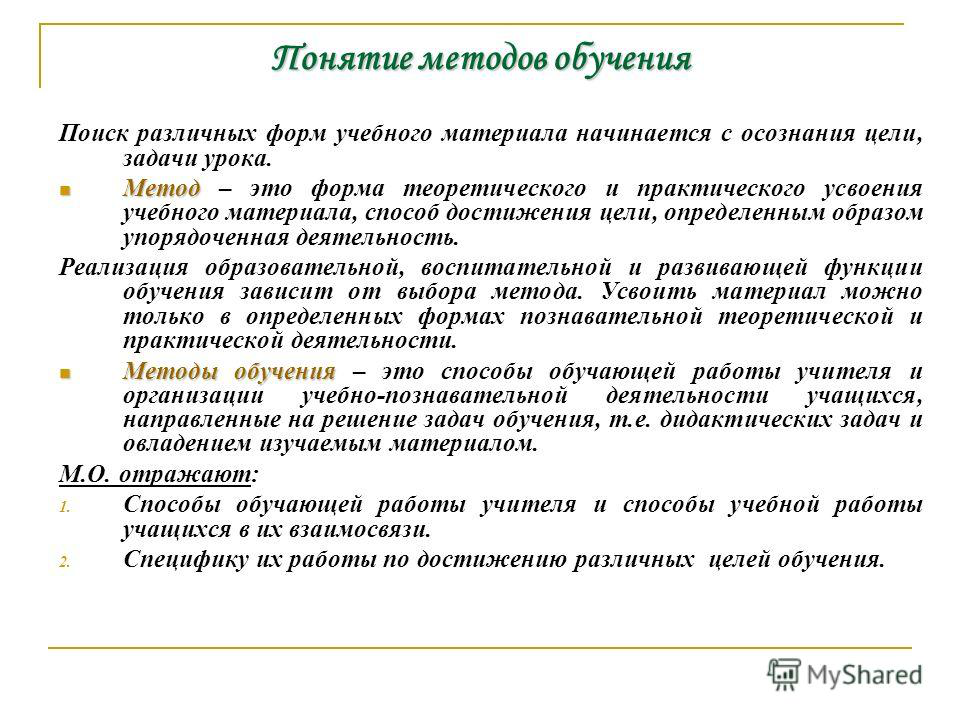 Понятие методов обучения
Поиск различных форм учебного материала начинается с осознания цели,
задачи урока.
Метод – это форма теоретического и практического усвоения
учебного материала, способ достижения цели, определенным образом
упорядоченная деятельность.
Реализация образовательной, воспитательной и развивающей функции
обучения зависит от выбора метода. Усвоить материал можно
только в определенных формах познавательной теоретической и
практической деятельности.
Методы обучения – это способы обучающей работы учителя и
организации учебно-познавательной деятельности учащихся,
направленные на решение задач обучения, т.е. дидактических задач и
овладением изучаемым материалом.
М.О. отражают:
1. Способы обучающей работы учителя и способы учебной работы
учащихся в их взаимосвязи.
2. Специфику их работы по достижению различных целей обучения.
MyShared